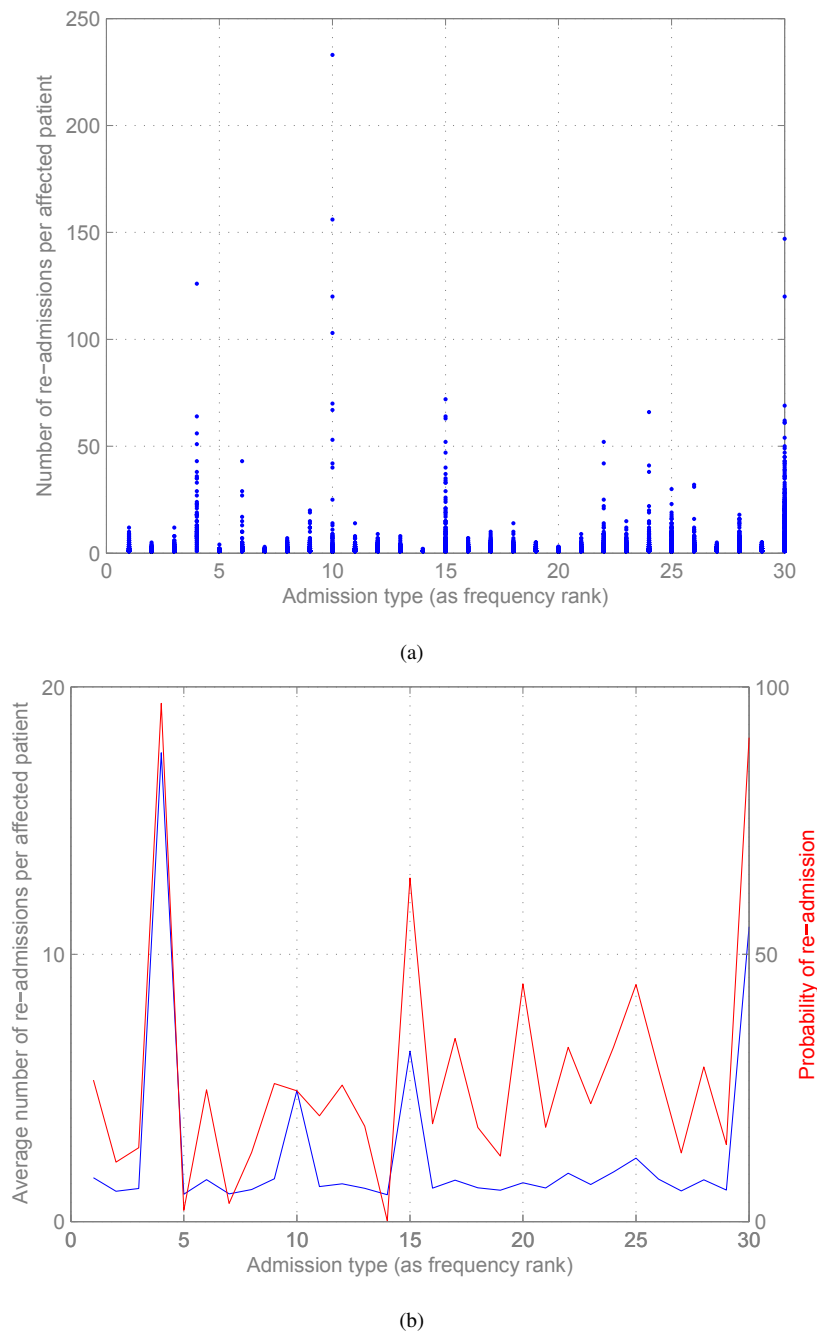 250
200
150
100
50
0
Number of re-admissions per affected patient
0 5 10 15 20 25 30
Admission type (as frequency rank)
(a)
20
10
0
Average number of re-admissions per affected patient
100
50
0
Probability of re-admission
0 5 10 15 20 25 30
Admission type (as frequency rank)
(b)